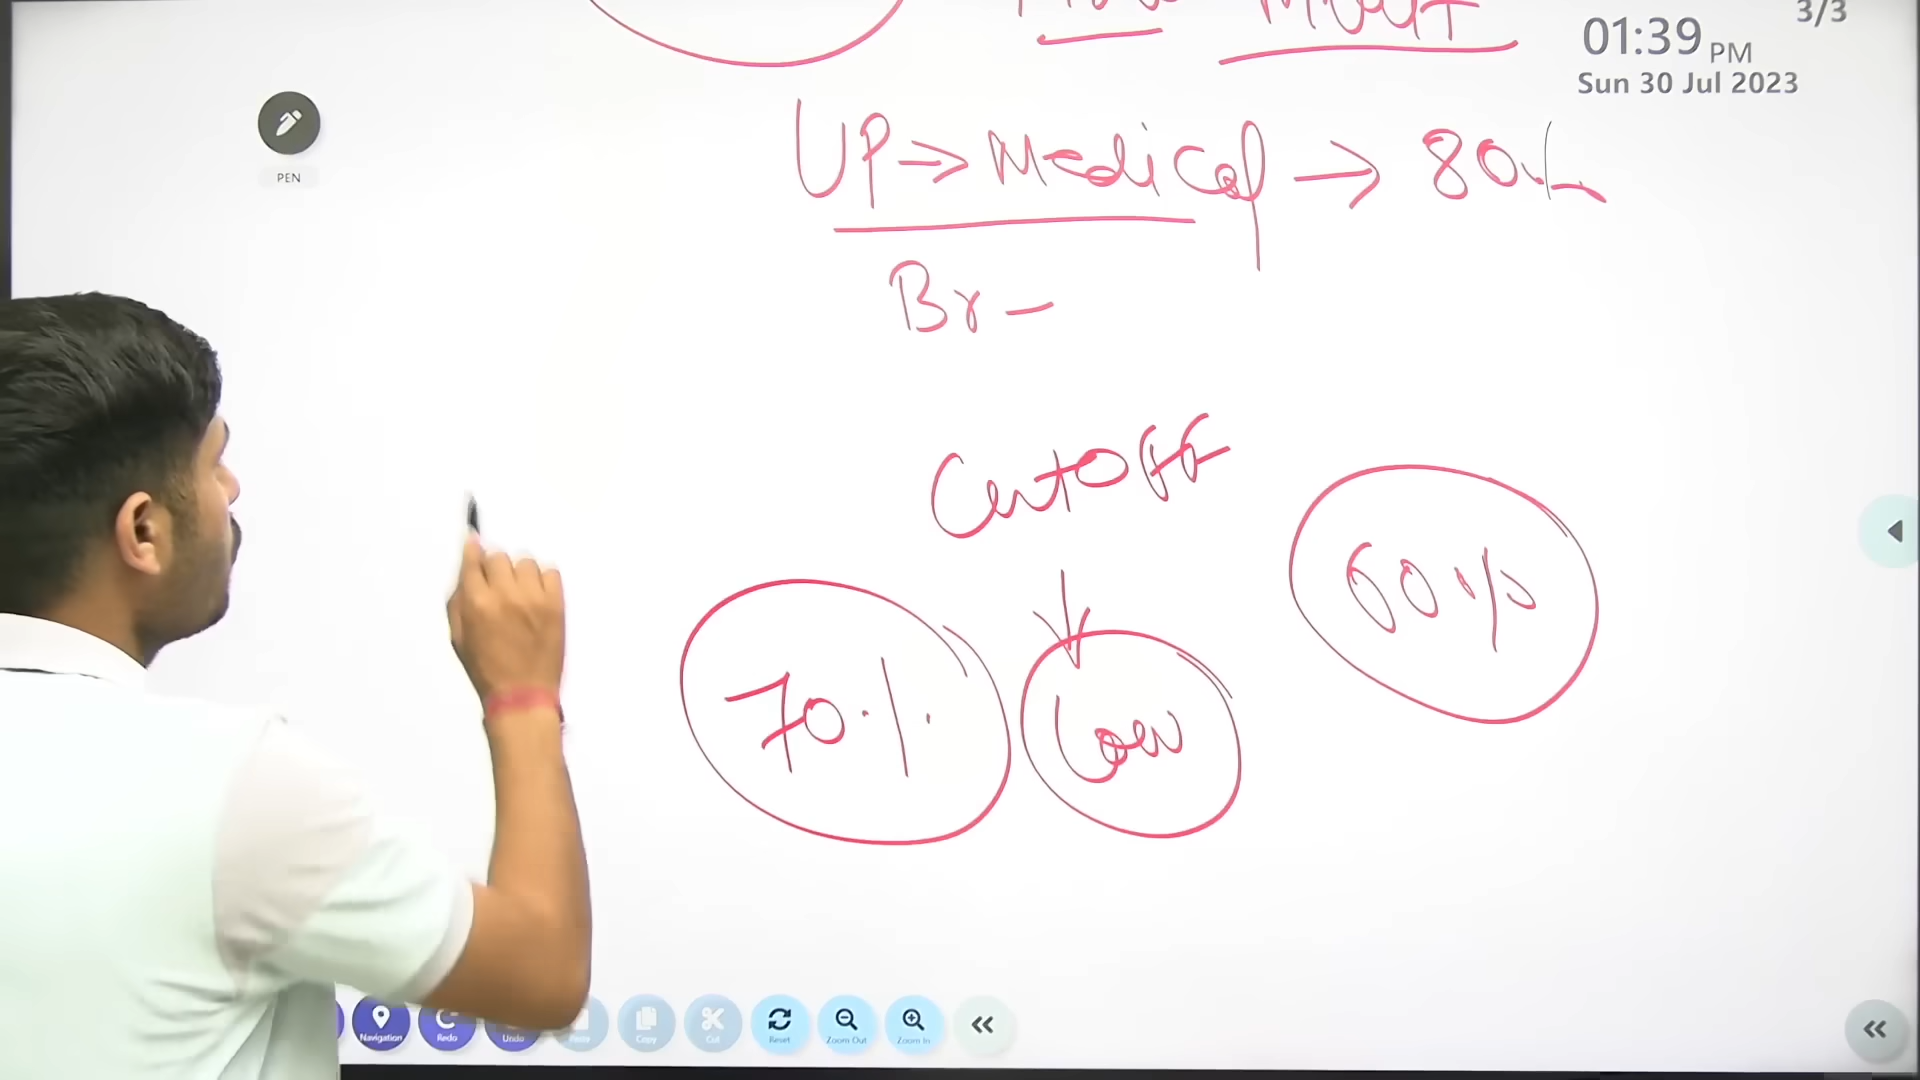 3/3
01:39 PM
Sun 30 Jul 2023
PEN
UP → Medical → 80%
Br -
CutOFF
60%
70%
Low
Navigation Redo Undo Copy Cut Reset Zoom Out Zoom In